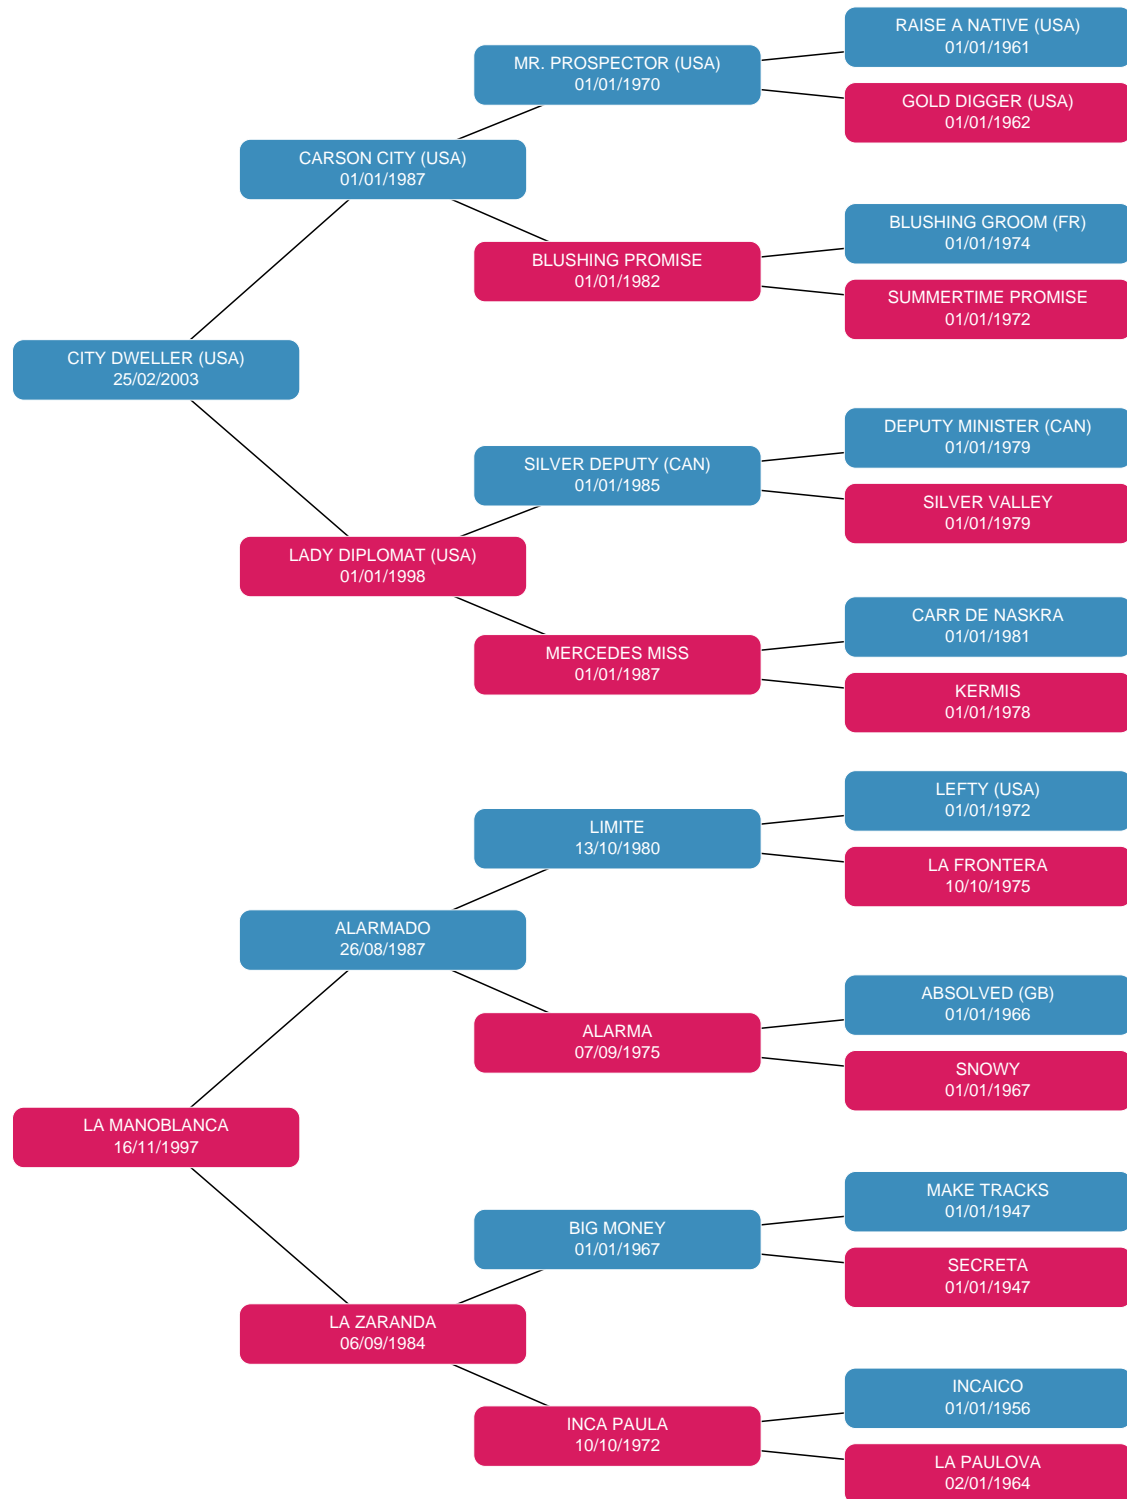 RAISE A NATIVE (USA)
01/01/1961
MR. PROSPECTOR (USA)
01/01/1970
GOLD DIGGER (USA)
01/01/1962
CARSON CITY (USA)
01/01/1987
BLUSHING GROOM (FR)
01/01/1974
BLUSHING PROMISE
01/01/1982
SUMMERTIME PROMISE
01/01/1972
CITY DWELLER (USA)
25/02/2003
DEPUTY MINISTER (CAN)
01/01/1979
SILVER DEPUTY (CAN)
01/01/1985
SILVER VALLEY
01/01/1979
LADY DIPLOMAT (USA)
01/01/1998
CARR DE NASKRA
01/01/1981
MERCEDES MISS
01/01/1987
KERMIS
01/01/1978
LEFTY (USA)
01/01/1972
LIMITE
13/10/1980
LA FRONTERA
10/10/1975
ALARMADO
26/08/1987
ABSOLVED (GB)
01/01/1966
ALARMA
07/09/1975
SNOWY
01/01/1967
LA MANOBLANCA
16/11/1997
MAKE TRACKS
01/01/1947
BIG MONEY
01/01/1967
SECRETA
01/01/1947
LA ZARANDA
06/09/1984
INCAICO
01/01/1956
INCA PAULA
10/10/1972
LA PAULOVA
02/01/1964